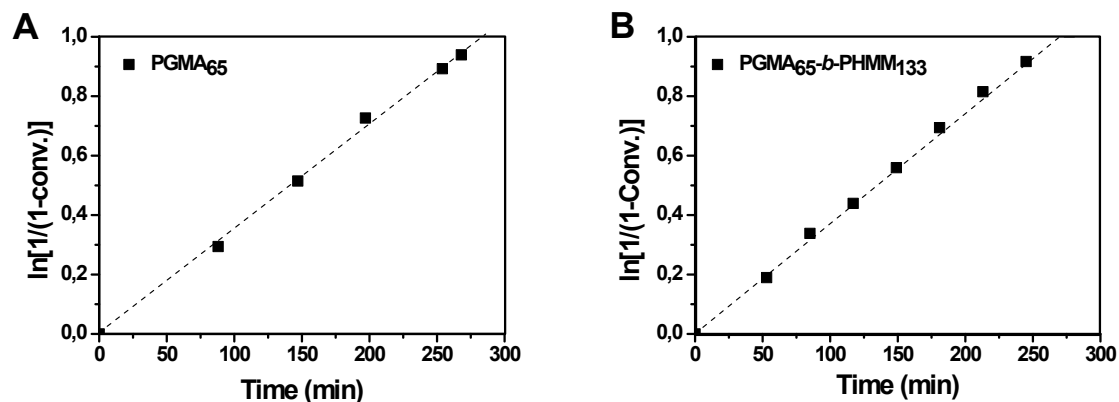 A
PGMA65
ln[1/(1-conv.)]
1,0
0,8
0,6
0,4
0,2
0,0
0 50 100 150 200 250 300
Time (min)
B
PGMA65-b-PHMM133
ln[1/(1-Conv.)]
1,0
0,8
0,6
0,4
0,2
0,0
0 50 100 150 200 250 300
Time (min)